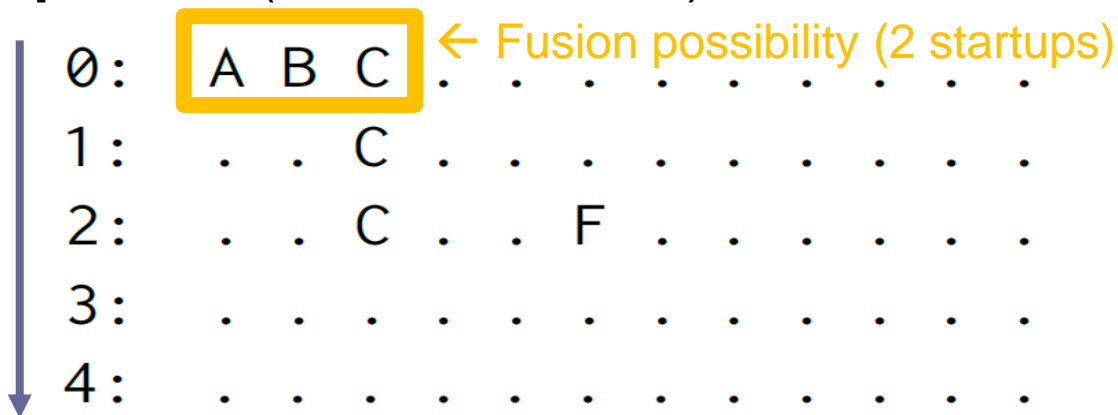 0: A B C . . . . . . . . . ← Fusion possibility (2 startups)
1: . . C . . . . . . . . .
2: . . C . . F . . . . . .
3: . . . . . . . . . . . .
4: . . . . . . . . . . . .